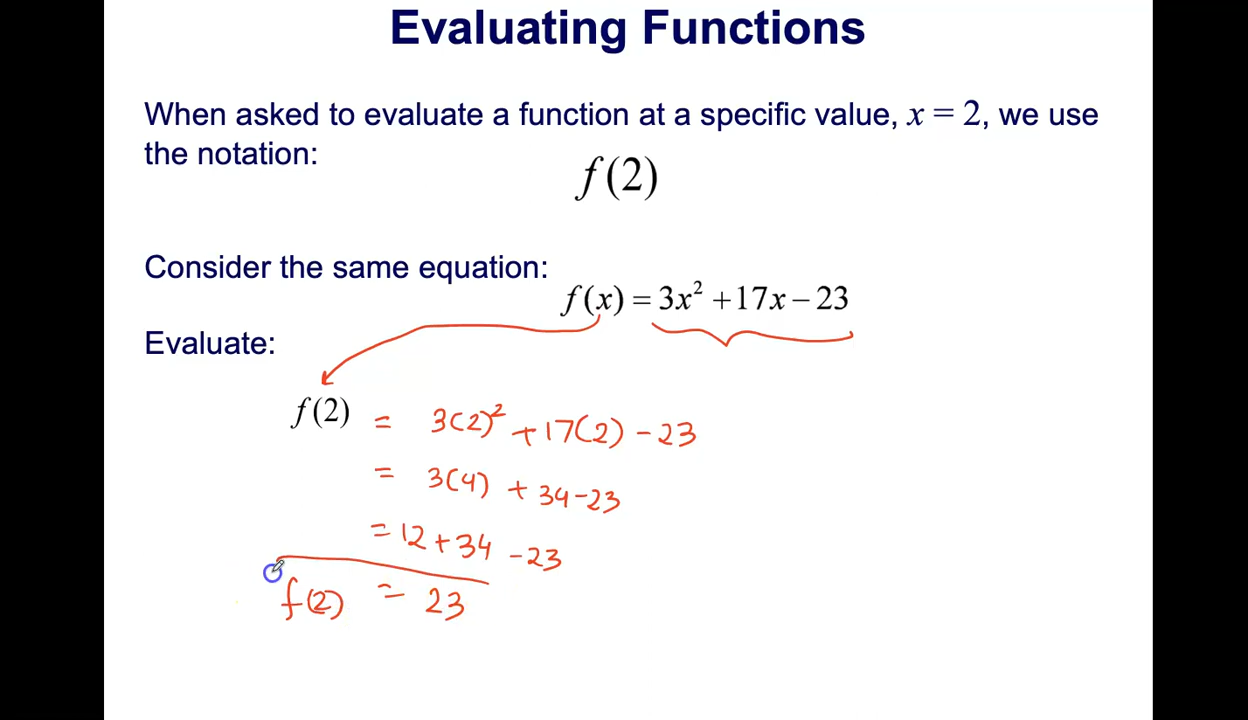 Evaluating Functions
When asked to evaluate a function at a specific value, x = 2, we use
the notation:
f(2)
Consider the same equation:
f(x) = 3x² + 17x − 23
Evaluate:
f(2) = 3(2)² + 17(2) - 23
= 3(4) + 34 - 23
= 12 + 34 - 23
f(2) = 23